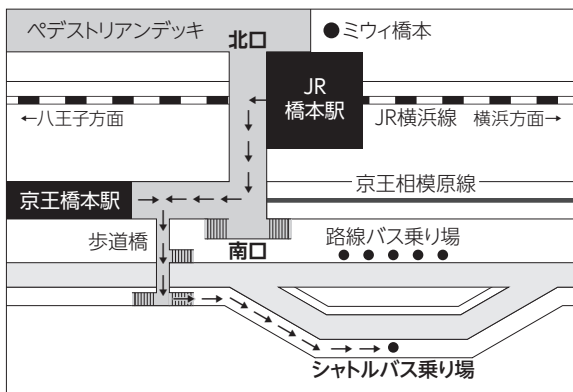 ペデストリアンデッキ
北口
●ミウィ橋本
JR
橋本駅
←八王子方面
JR横浜線
横浜方面→
京王相模原線
京王橋本駅
歩道橋
南口
路線バス乗り場
シャトルバス乗り場